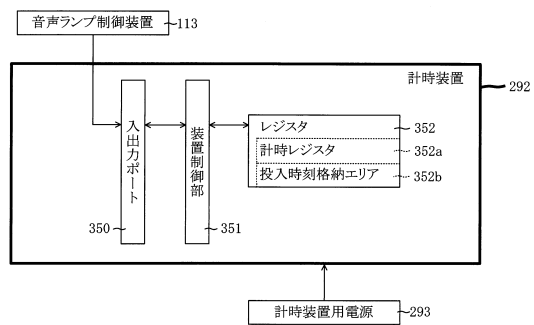 音声ランプ制御装置
113
計時装置
292
入出力ポート
350
装置制御部
351
レジスタ
352
計時レジスタ
352a
投入時刻格納エリア
352b
計時装置用電源
293